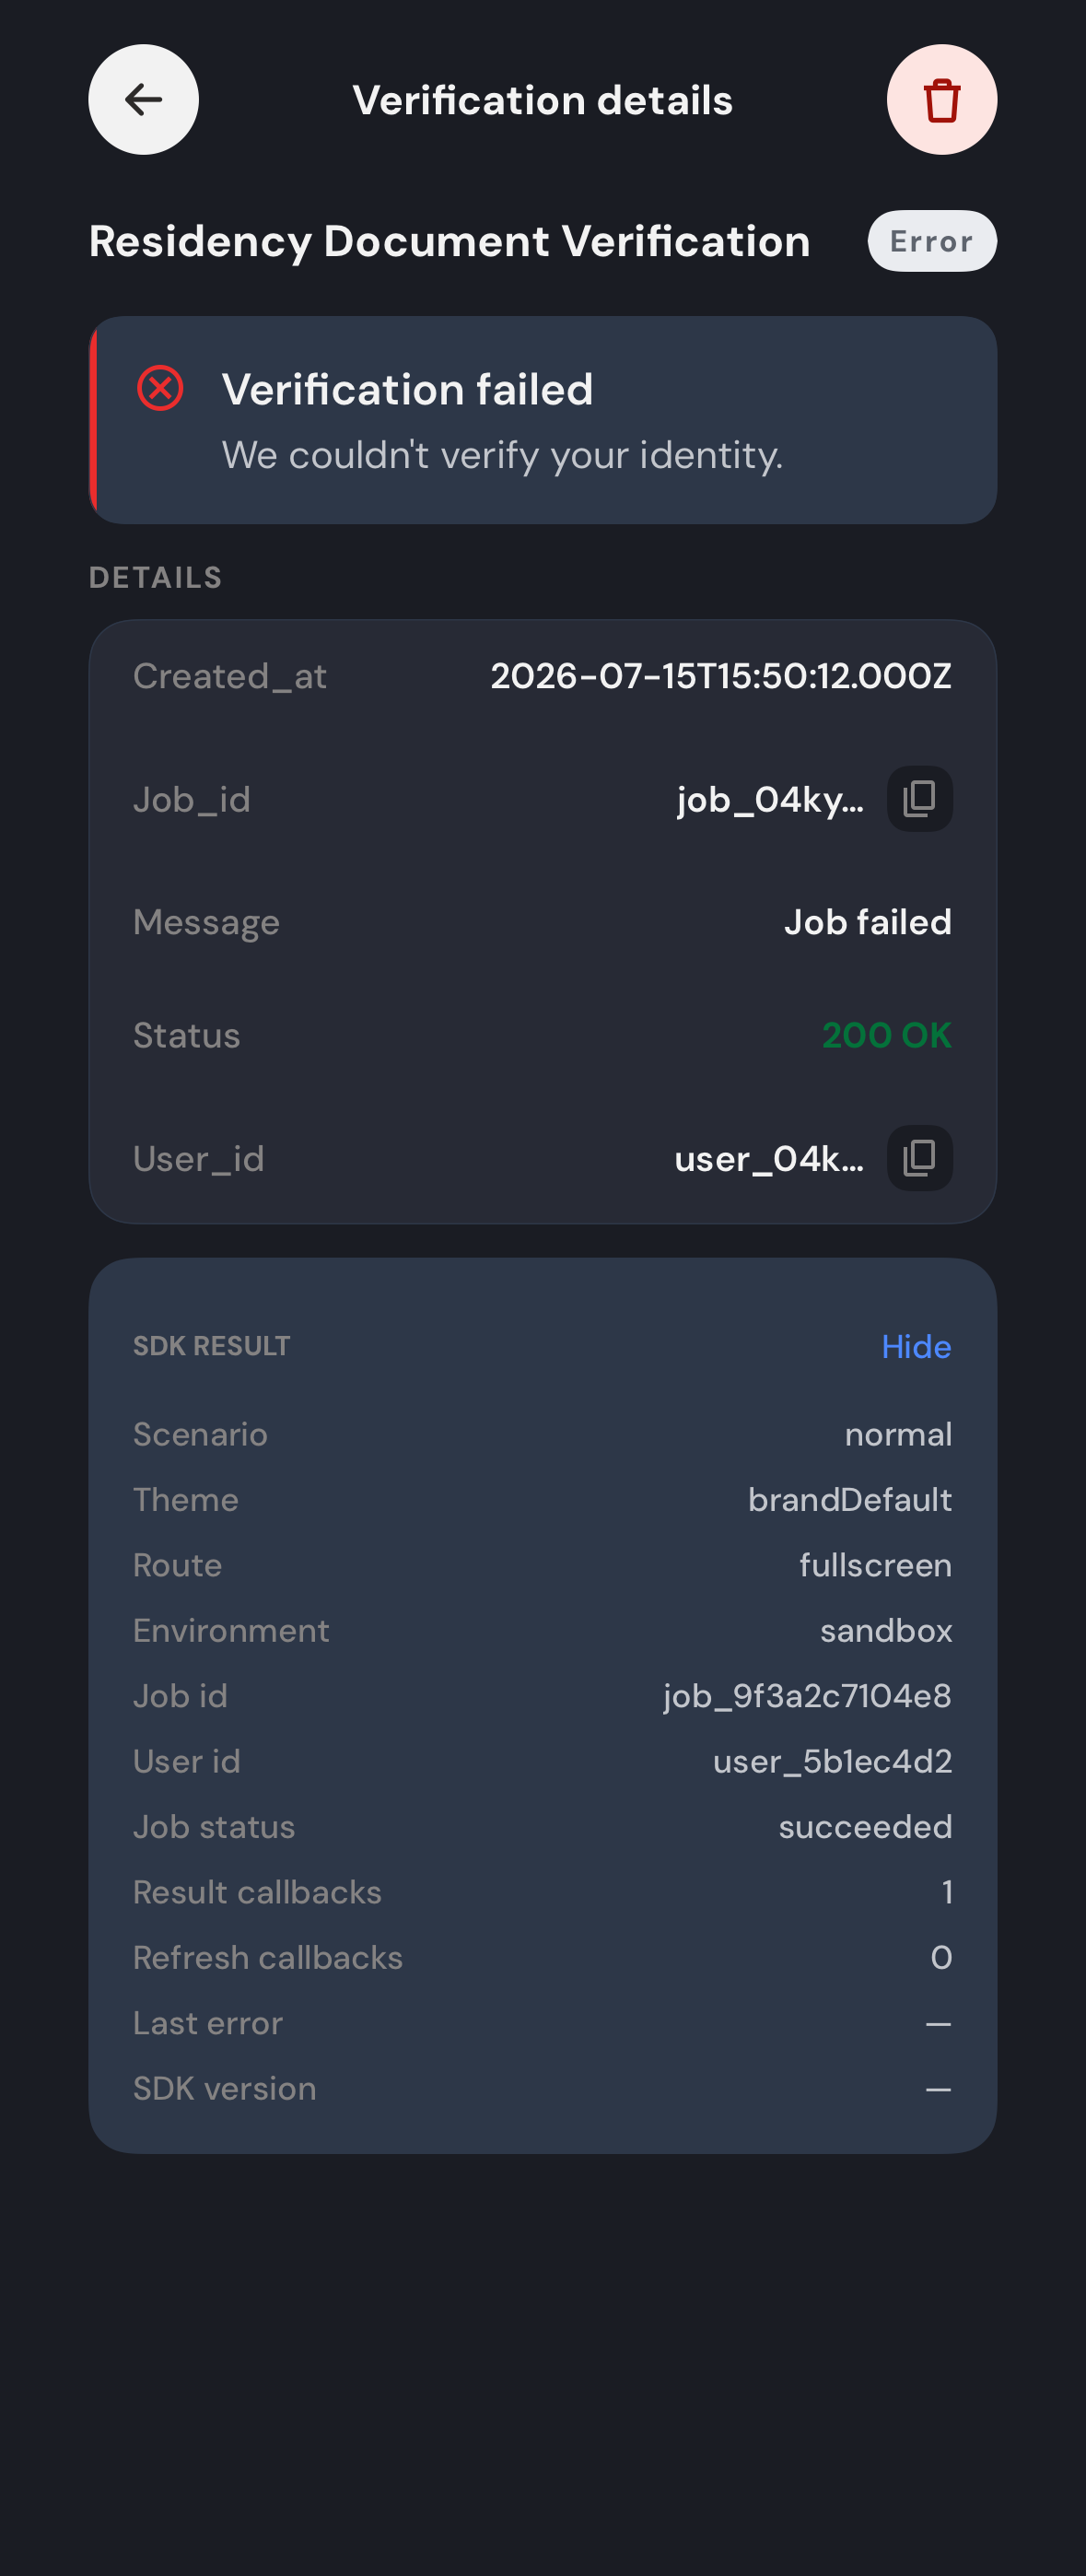 Verification details
Residency Document Verification Error
Verification failed
We couldn't verify your identity.
DETAILS
Created_at 2026-07-15T15:50:12.000Z
Job_id job_04ky...
Message Job failed
Status 200 OK
User_id user_04k...
SDK RESULT Hide
Scenario normal
Theme brandDefault
Route fullscreen
Environment sandbox
Job id job_9f3a2c7104e8
User id user_5b1ec4d2
Job status succeeded
Result callbacks 1
Refresh callbacks 0
Last error —
SDK version —